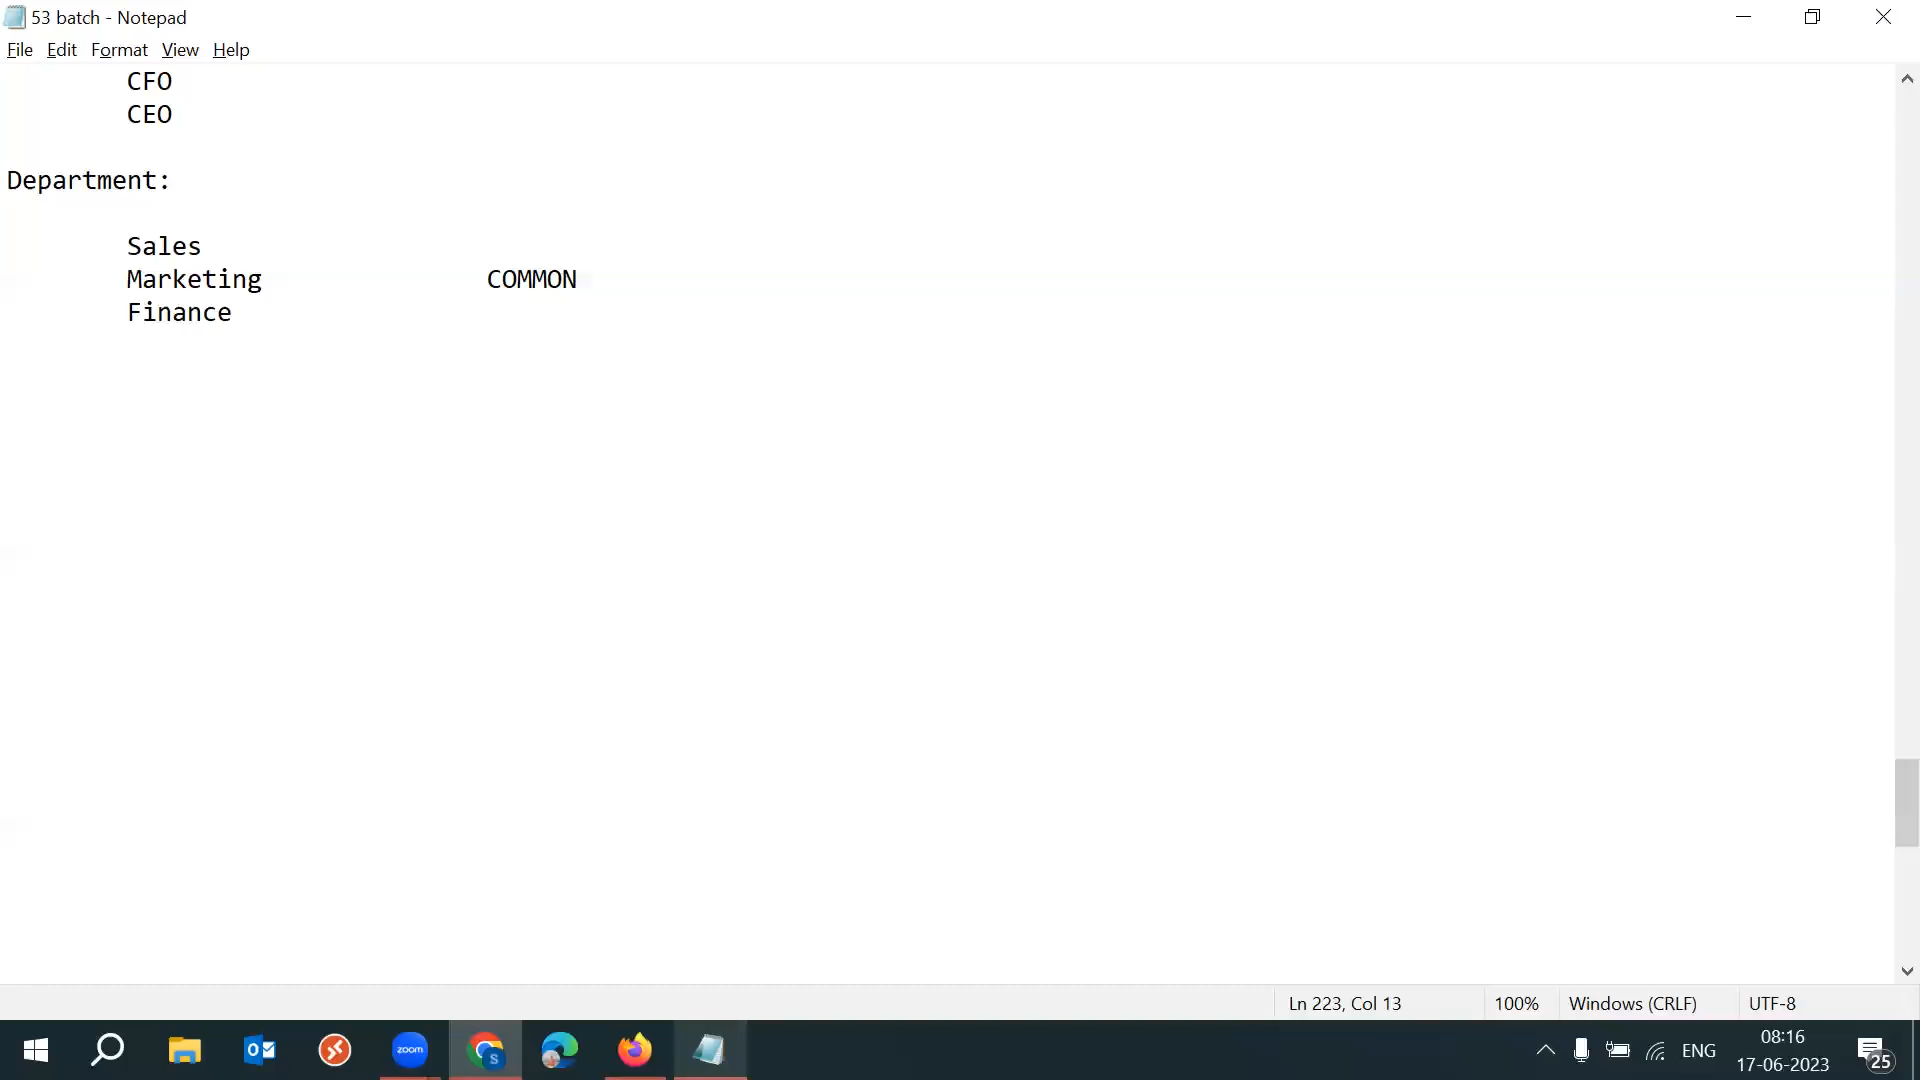 53 batch - Notepad
File Edit Format View Help
CFO
CEO
Department:
Sales
Marketing COMMON
Finance
Ln 223, Col 13 100% Windows (CRLF) UTF-8
zoom S ENG 08:16
17-06-2023 25